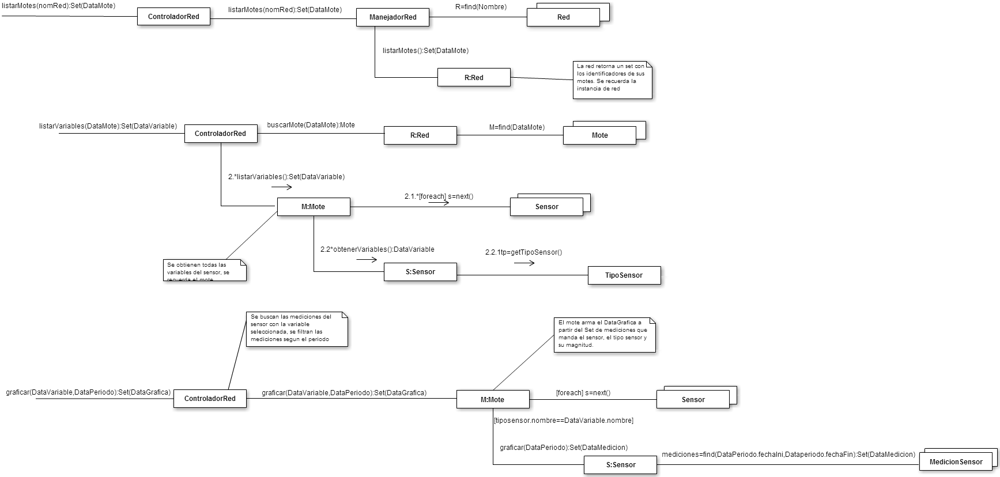 listarMotes(nomRed):Set(DataMote)
ControladorRed
listarMotes(nomRed):Set(DataMote)
ManejadorRed
R=find(Nombre)
Red
listarMotes():Set(DataMote)
R:Red
La red retorna un set con
los identificadores de sus
motes. Se recuerda la
instancia de red
listarVariables(DataMote):Set(DataVariable)
ControladorRed
buscarMote(DataMote):Mote
R:Red
M=find(DataMote)
Mote
2.*listarVariables():Set(DataVariable)
M:Mote
2.1.*[foreach] s=next()
Sensor
2.2*obtenerVariables():DataVariable
S:Sensor
2.2.1tp=getTipoSensor()
TipoSensor
Se obtienen todas las
variables del sensor, se
recuerda el mote
Se buscan las mediciones del
sensor con la variable
seleccionada, se filtran las
mediciones segun el periodo
El mote arma el DataGrafica a
partir del Set de mediciones que
manda el sensor, el tipo sensor y
su magnitud.
graficar(DataVariable,DataPeriodo):Set(DataGrafica)
ControladorRed
graficar(DataVariable,DataPeriodo):Set(DataGrafica)
M:Mote
[foreach] s=next()
Sensor
[tiposensor.nombre==DataVariable.nombre]
graficar(DataPeriodo):Set(DataMedicion)
S:Sensor
mediciones=find(DataPeriodo.fechaIni,Dataperiodo.fechaFin):Set(DataMedicion)
MedicionSensor